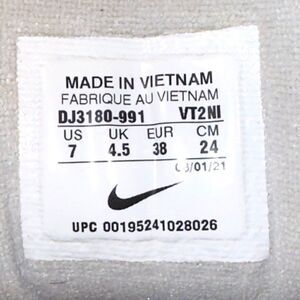 MADE IN VIETNAM
FABRIQUE AU VIETNAM
DJ3180-991 VT2NI
US UK EUR CM
7 4.5 38 24
03/01/21
UPC 00195241028026